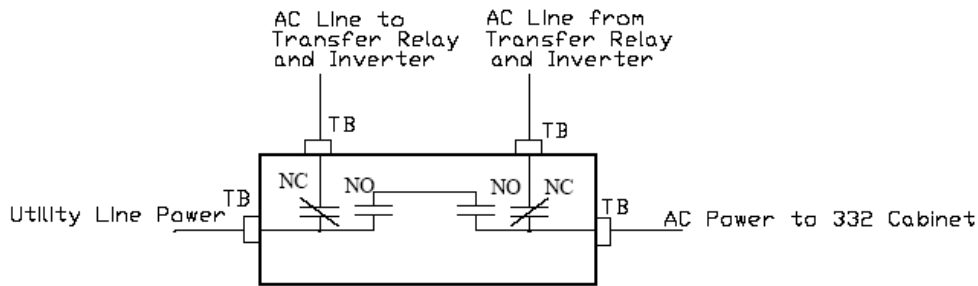 AC Line to
Transfer Relay
and Inverter
AC Line from
Transfer Relay
and Inverter
TB
TB
NC
NO
NO
NC
TB
TB
Utility Line Power
AC Power to 332 Cabinet